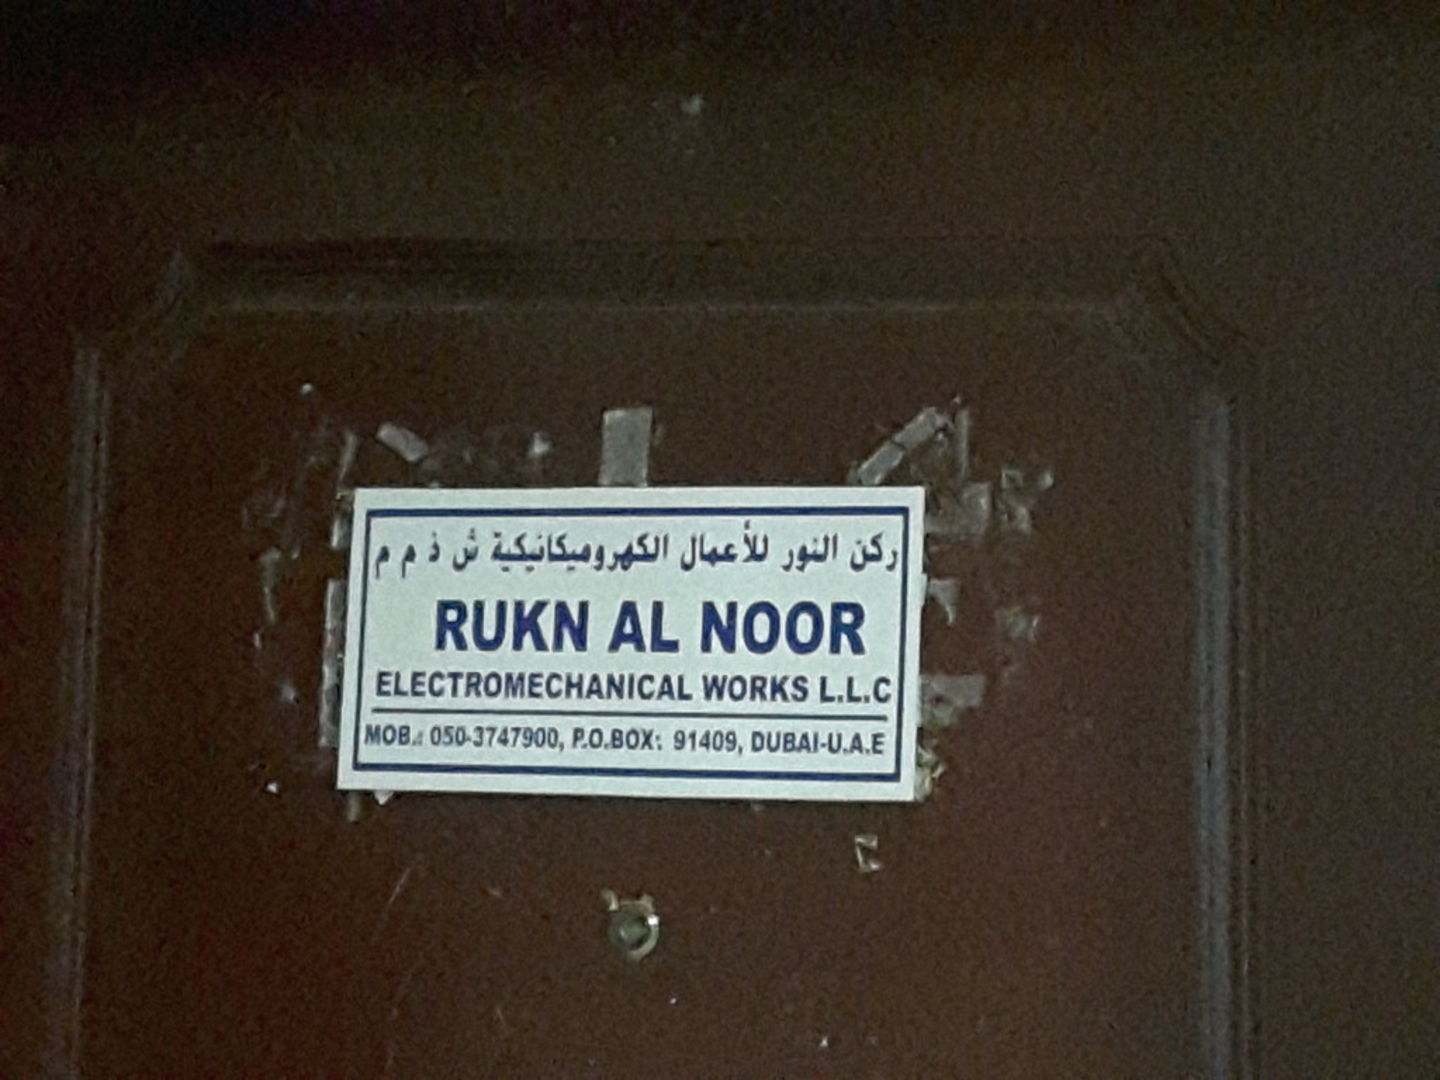 ركن النور للأعمال الكهروميكانيكية ش ذ م م
RUKN AL NOOR
ELECTROMECHANICAL WORKS L.L.C
MOB.: 050-3747900, P.O.BOX: 91409, DUBAI-U.A.E